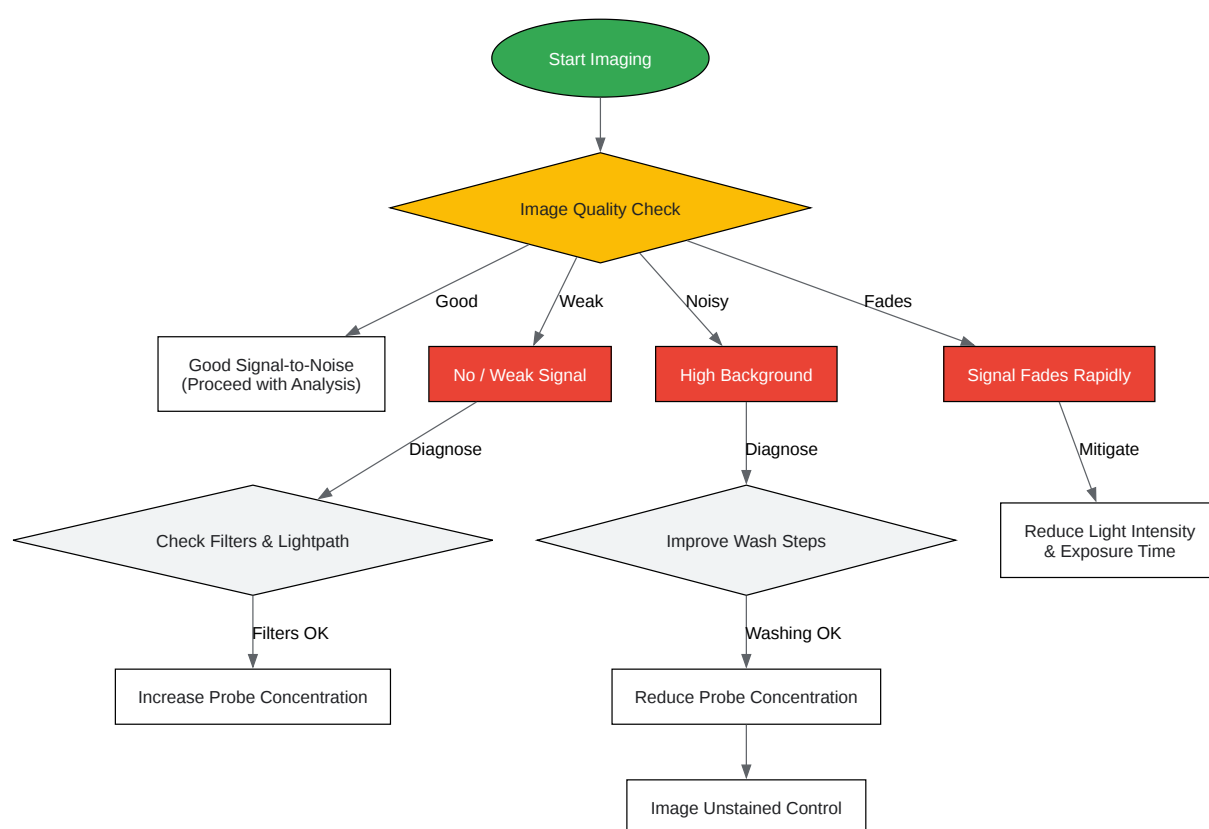 Start Imaging
Image Quality Check
Good
Weak
Noisy
Fades
Good Signal-to-Noise
(Proceed with Analysis)
No / Weak Signal
High Background
Signal Fades Rapidly
Diagnose
Diagnose
Mitigate
Check Filters & Lightpath
Improve Wash Steps
Reduce Light Intensity
& Exposure Time
Filters OK
Washing OK
Increase Probe Concentration
Reduce Probe Concentration
Image Unstained Control